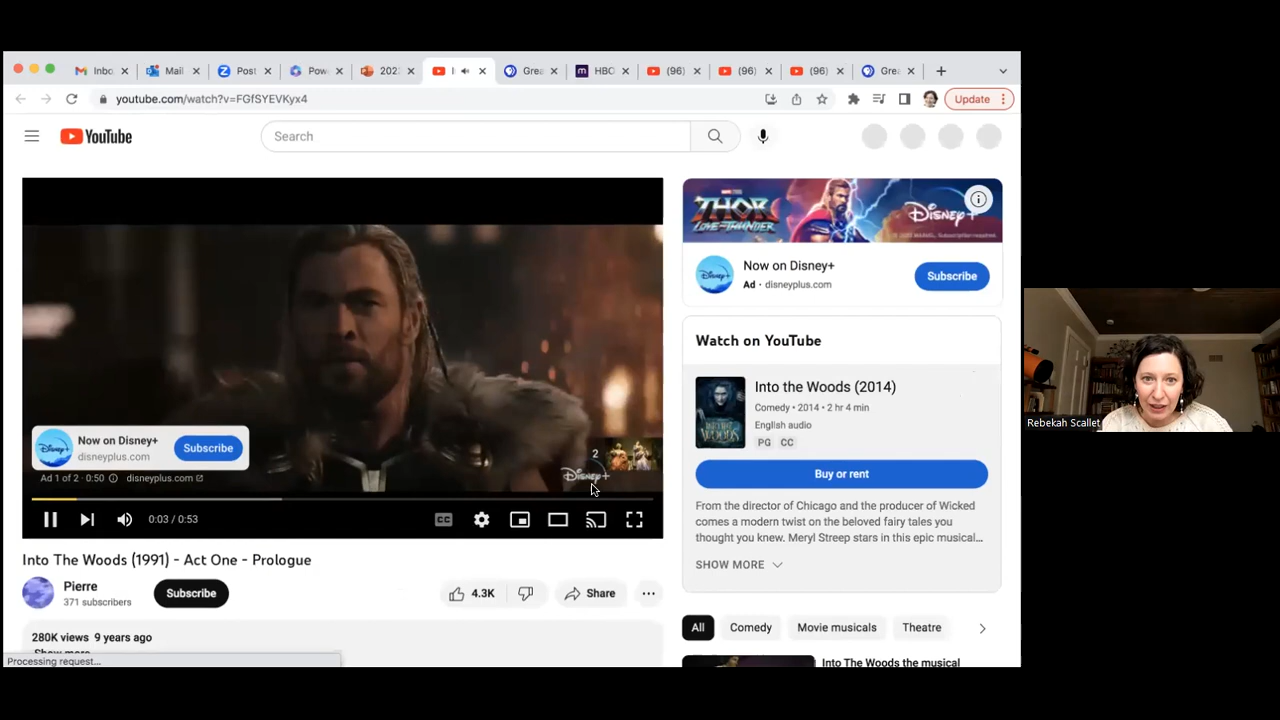 Inbo
Mail
Post
Pow
202
I
Grea
HBO
(96)
(96)
(96)
Grea
youtube.com/watch?v=FGfSYEVKyx4
Update
YouTube
Search
THOR
LOVE AND THUNDER
Disney+
Now on Disney+
Ad · disneyplus.com
Subscribe
Watch on YouTube
Into the Woods (2014)
Comedy • 2014 • 2 hr 4 min
English audio
PG CC
Buy or rent
From the director of Chicago and the producer of Wicked
comes a modern twist on the beloved fairy tales you
thought you knew. Meryl Streep stars in this epic musical...
SHOW MORE
All
Comedy
Movie musicals
Theatre
Into The Woods the musical
Disney+
Now on Disney+
disneyplus.com
Subscribe
2
Disney+
Ad 1 of 2 · 0:50
disneyplus.com
0:03 / 0:53
CC
Into The Woods (1991) - Act One - Prologue
Pierre
371 subscribers
Subscribe
4.3K
Share
280K views 9 years ago
Processing request...
Rebekah Scallet